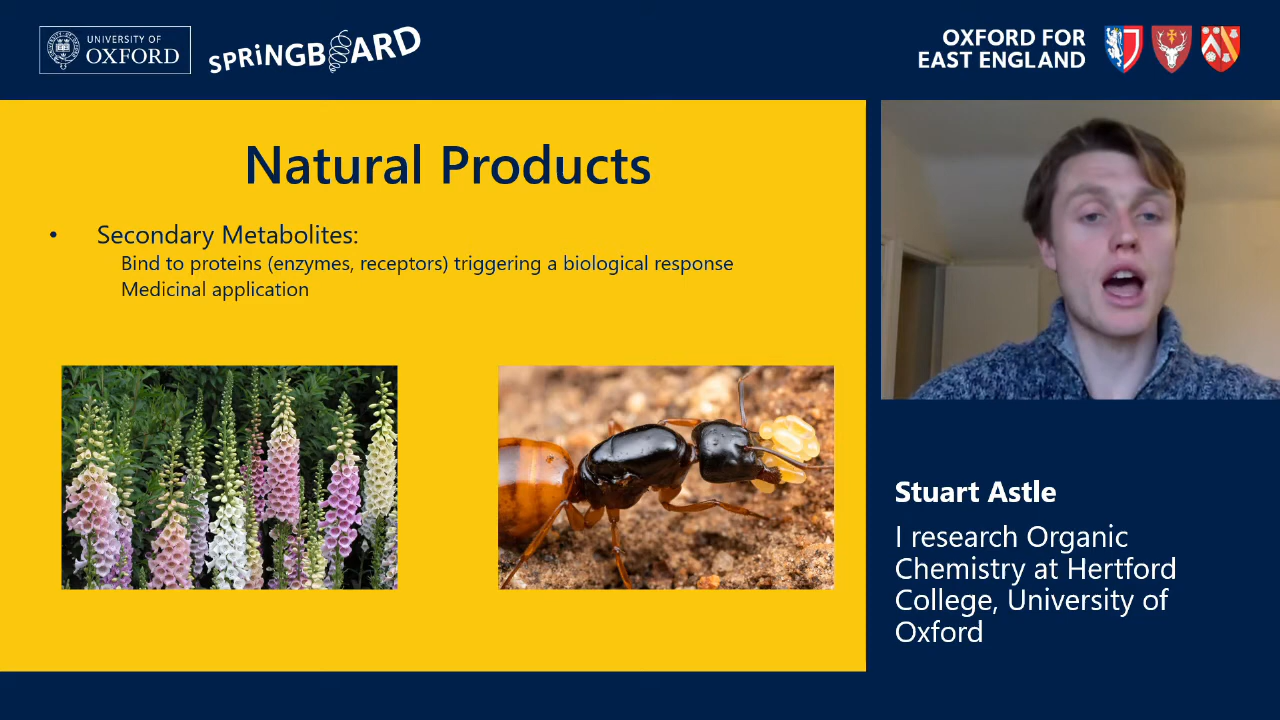 UNIVERSITY OF
OXFORD
SPRiNGBOARD
OXFORD FOR
EAST ENGLAND
Natural Products
• Secondary Metabolites:
Bind to proteins (enzymes, receptors) triggering a biological response
Medicinal application
Stuart Astle
I research Organic
Chemistry at Hertford
College, University of
Oxford